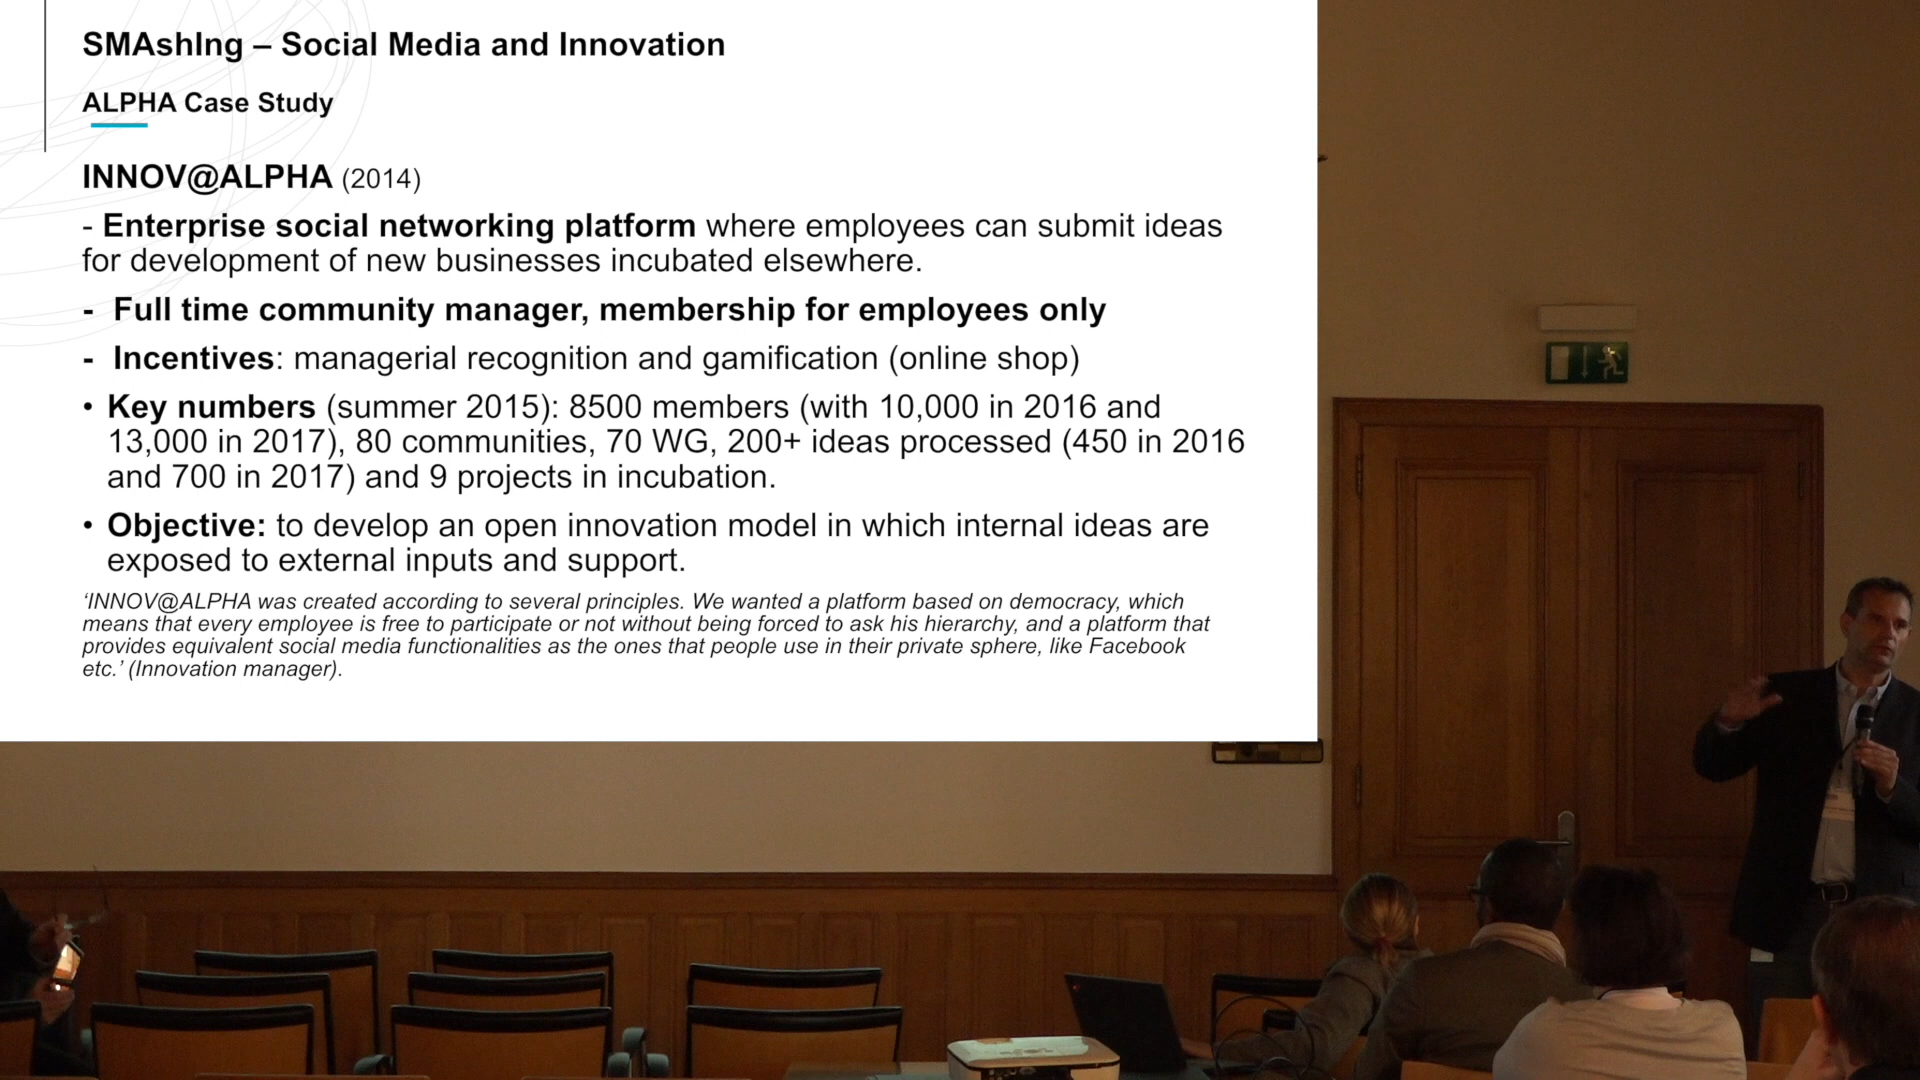 SMAshIng – Social Media and Innovation
ALPHA Case Study
INNOV@ALPHA (2014)
- Enterprise social networking platform where employees can submit ideas
for development of new businesses incubated elsewhere.
- Full time community manager, membership for employees only
- Incentives: managerial recognition and gamification (online shop)
• Key numbers (summer 2015): 8500 members (with 10,000 in 2016 and
13,000 in 2017), 80 communities, 70 WG, 200+ ideas processed (450 in 2016
and 700 in 2017) and 9 projects in incubation.
• Objective: to develop an open innovation model in which internal ideas are
exposed to external inputs and support.
‘INNOV@ALPHA was created according to several principles. We wanted a platform based on democracy, which
means that every employee is free to participate or not without being forced to ask his hierarchy, and a platform that
provides equivalent social media functionalities as the ones that people use in their private sphere, like Facebook
etc.’ (Innovation manager).